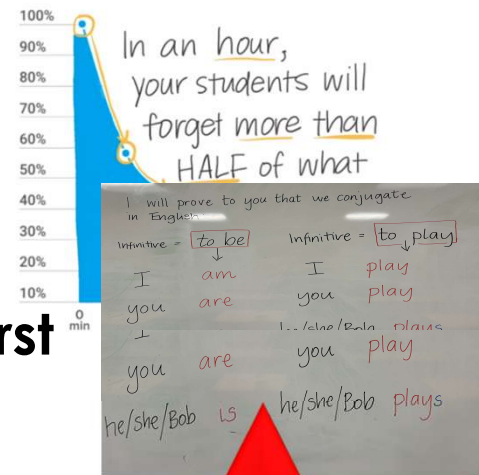 100%
90%
80%
70%
60%
50%
40%
30%
20%
10%
0
min
In an hour,
your students will
forget more than
HALF of what
rst
I will prove to you that we conjugate
in English
Infinitive = to be
I am
you are
you are
he/she/Bob is
Infinitive = to play
I play
you play
plays
you play
he/she/Bob plays